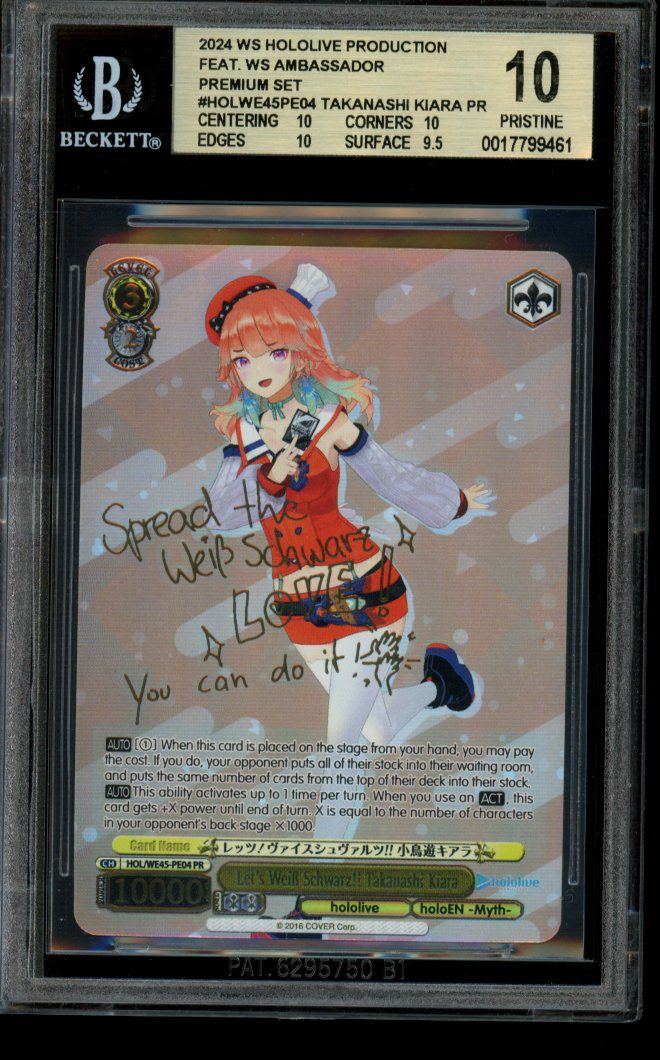 2024 WS HOLOLIVE PRODUCTION
FEAT. WS AMBASSADOR
PREMIUM SET
#HOLWE45PE04 TAKANASHI KIARA PR
CENTERING 10 CORNERS 10
EDGES 10 SURFACE 9.5
10
PRISTINE
0017799461
B
BECKETT®
LEVEL
3
2
COST
Spread the
Weiß Schwarz
LOVE!
You can do it!
AUTO [①] When this card is placed on the stage from your hand, you may pay
the cost. If you do, your opponent puts all of their stock into their waiting room,
and puts the same number of cards from the top of their deck into their stock.
AUTO This ability activates up to 1 time per turn. When you use an ACT, this
card gets +X power until end of turn. X is equal to the number of characters
in your opponent's back stage ×1000.
Card Name レッツ！ヴァイスシュヴァルツ!! 小鳥遊キアラ
CH HOL/WE45-PE04 PR
Let's Weiß Schwarz!! Takanashi Kiara
hololive
POWER 10000
hololive holoEN -Myth-
© 2016 COVER Corp.
PAT. 6295750 B1